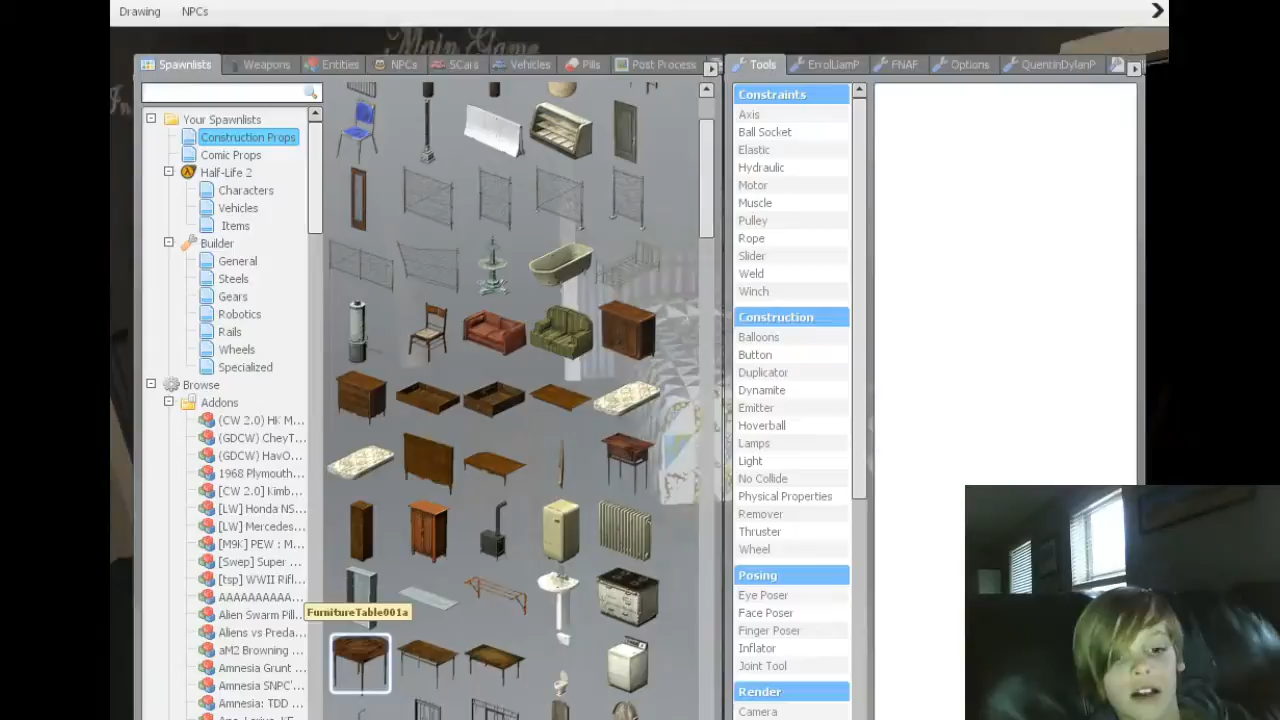 Drawing NPCs
Main Game
Spawnlists Weapons Entities NPCs SCars Vehicles Pills Post Process
Tools ErrolLiamP FNAF Options QuentinDylanP
Your Spawnlists
Construction Props
Comic Props
Half-Life 2
Characters
Vehicles
Items
Builder
General
Steels
Gears
Robotics
Rails
Wheels
Specialized
Browse
Addons
(CW 2.0) HK M...
(GDCW) CheyT...
(GDCW) HavO...
1968 Plymouth...
[CW 2.0] Kimb...
[LW] Honda NS...
[LW] Mercedes...
[M9K] PEW : M...
[Swep] Super ...
[tsp] WWII Rifl...
AAAAAAAAAA...
Alien Swarm Pill...
Aliens vs Preda...
aM2 Browning ...
Amnesia Grunt ...
Amnesia SNPC'...
Amnesia: TDD ...
FurnitureTable001a
Constraints
Axis
Ball Socket
Elastic
Hydraulic
Motor
Muscle
Pulley
Rope
Slider
Weld
Winch
Construction
Balloons
Button
Duplicator
Dynamite
Emitter
Hoverball
Lamps
Light
No Collide
Physical Properties
Remover
Thruster
Wheel
Posing
Eye Poser
Face Poser
Finger Poser
Inflator
Joint Tool
Render
Camera